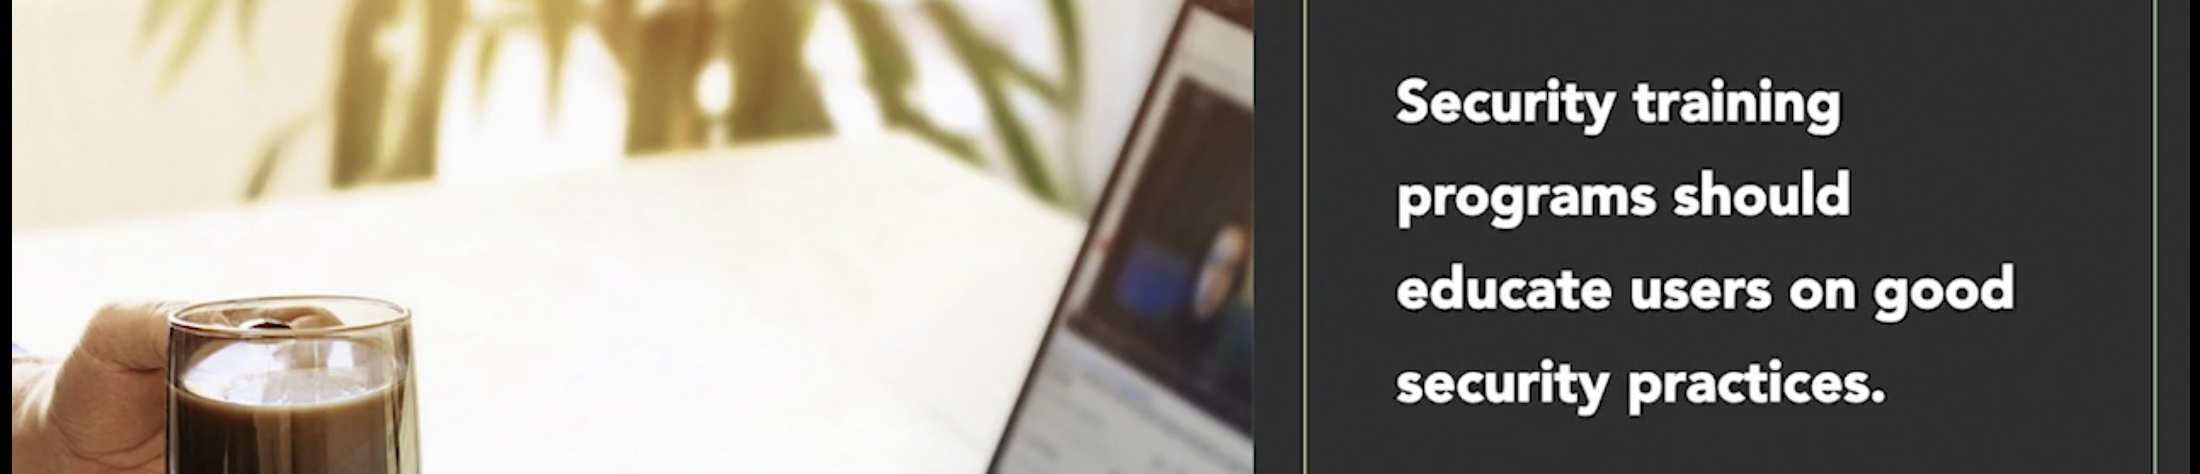 Security training
programs should
educate users on good
security practices.